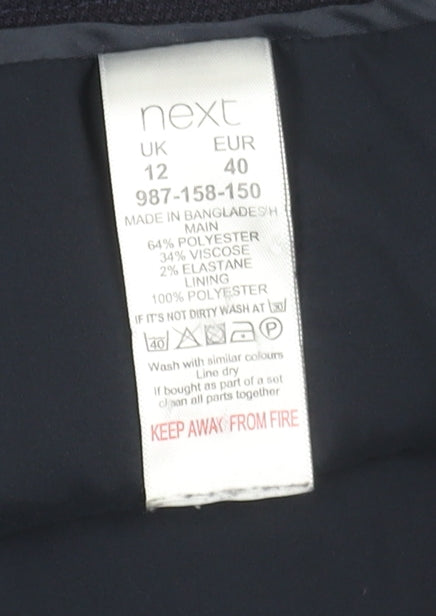 next
UK EUR
12 40
987-158-150
MADE IN BANGLADESH
MAIN
64% POLYESTER
34% VISCOSE
2% ELASTANE
LINING
100% POLYESTER
IF IT'S NOT DIRTY WASH AT 30
40 P
Wash with similar colours
Line dry
If bought as part of a set
clean all parts together
KEEP AWAY FROM FIRE